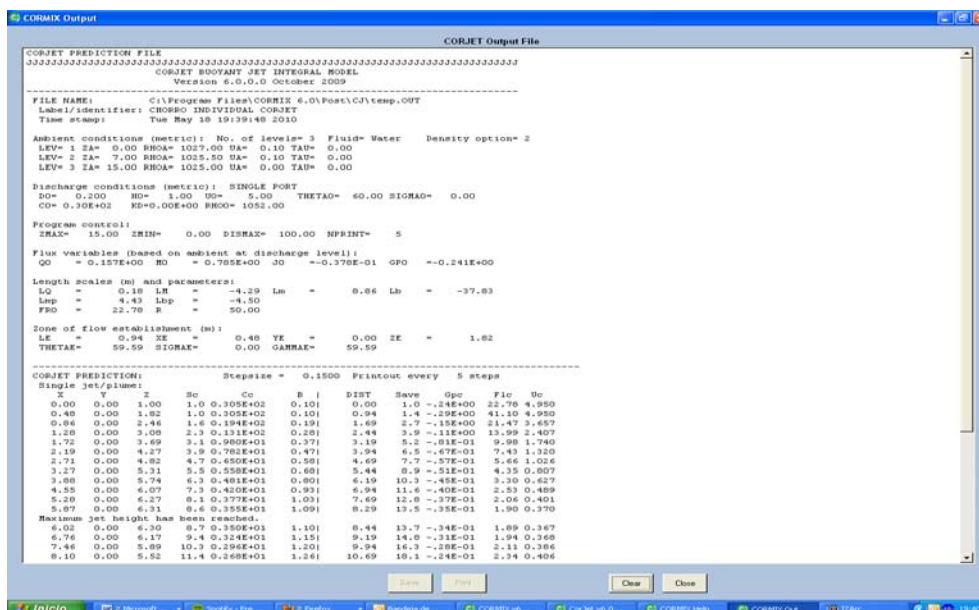 CORMIX Output
CORJET Output File
CORJET PREDICTION FILE
CORJET BUOYANT JET INTEGRAL MODEL
Version 6.0.0.0 October 2009
FILE NAME: C:\Program Files\CORMIX 6.0\Post\CJ\temp.OUT
Label/identifier: CHORRO INDIVIDUAL CORJET
Time stamp: Tue May 18 19:39:48 2010
Ambient conditions (metric): No. of levels= 3 Fluid= Water Density option= 2
LEV= 1 ZA= 0.00 RHOA= 1027.00 UA= 0.10 TAU= 0.00
LEV= 2 ZA= 7.00 RHOA= 1025.50 UA= 0.10 TAU= 0.00
LEV= 3 ZA= 15.00 RHOA= 1025.00 UA= 0.00 TAU= 0.00
Discharge conditions (metric): SINGLE PORT
D0= 0.200 H0= 1.00 U0= 5.00 THETA0= 60.00 SIGMA0= 0.00
C0= 0.30E+02 KD=0.00E+00 RHO0= 1052.00
Program control:
ZMAX= 15.00 ZMIN= 0.00 DISMAX= 100.00 NPRINT= 5
Flux variables (based on ambient at discharge level):
Q0 = 0.157E+00 M0 = 0.785E+00 J0 =-0.378E-01 GP0 =-0.241E+00
Length scales (m) and parameters:
LQ = 0.18 LM = -4.29 Lm = 8.86 Lb = -37.83
Lmp = 4.43 Lbp = -4.50
FR0 = 22.78 R = 50.00
Zone of flow establishment (m):
LE = 0.94 XE = 0.48 YE = 0.00 ZE = 1.82
THETAE= 59.59 SIGMAE= 0.00 GAMMAE= 59.59
CORJET PREDICTION: Stepsize = 0.1500 Printout every 5 steps
Single jet/plume:
X Y Z Sc Cc B | DIST Save Gpc Flc Uc
0.00 0.00 1.00 1.0 0.305E+02 0.10| 0.00 1.0 -.24E+00 22.78 4.950
0.48 0.00 1.82 1.0 0.305E+02 0.10| 0.94 1.4 -.29E+00 41.10 4.950
0.86 0.00 2.46 1.6 0.194E+02 0.19| 1.69 2.7 -.15E+00 21.47 3.657
1.28 0.00 3.08 2.3 0.131E+02 0.28| 2.44 3.9 -.11E+00 13.99 2.407
1.72 0.00 3.69 3.1 0.980E+01 0.37| 3.19 5.2 -.81E-01 9.98 1.740
2.19 0.00 4.27 3.9 0.782E+01 0.47| 3.94 6.5 -.67E-01 7.43 1.320
2.71 0.00 4.82 4.7 0.650E+01 0.58| 4.69 7.7 -.57E-01 5.66 1.026
3.27 0.00 5.31 5.5 0.558E+01 0.68| 5.44 8.9 -.51E-01 4.35 0.807
3.88 0.00 5.74 6.3 0.481E+01 0.80| 6.19 10.3 -.45E-01 3.30 0.627
4.55 0.00 6.07 7.3 0.420E+01 0.93| 6.94 11.6 -.40E-01 2.53 0.489
5.28 0.00 6.27 8.1 0.377E+01 1.03| 7.69 12.8 -.37E-01 2.06 0.401
5.87 0.00 6.31 8.6 0.355E+01 1.09| 8.29 13.5 -.35E-01 1.90 0.370
Maximum jet height has been reached.
6.02 0.00 6.30 8.7 0.350E+01 1.10| 8.44 13.7 -.34E-01 1.89 0.367
6.76 0.00 6.17 9.4 0.324E+01 1.15| 9.19 14.8 -.31E-01 1.94 0.368
7.46 0.00 5.89 10.3 0.296E+01 1.20| 9.94 16.3 -.28E-01 2.11 0.386
8.10 0.00 5.52 11.4 0.268E+01 1.26| 10.69 18.1 -.24E-01 2.34 0.406
Save Print Clear Close
Inicio